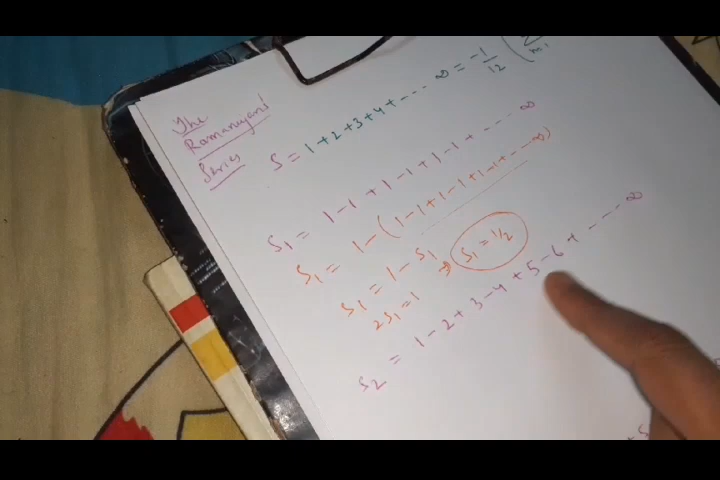 The
Ramanujan's
Series
S = 1+2+3+4+ --- ∞ = -1/12 (∑
S1 = 1-1+1-1+1-1+ --- ∞
S1 = 1-(1-1+1-1+1-1+ --- ∞)
S1 = 1-S1
2S1 = 1 ⇒ S1 = 1/2
S2 = 1-2+3-4+5-6+ --- ∞